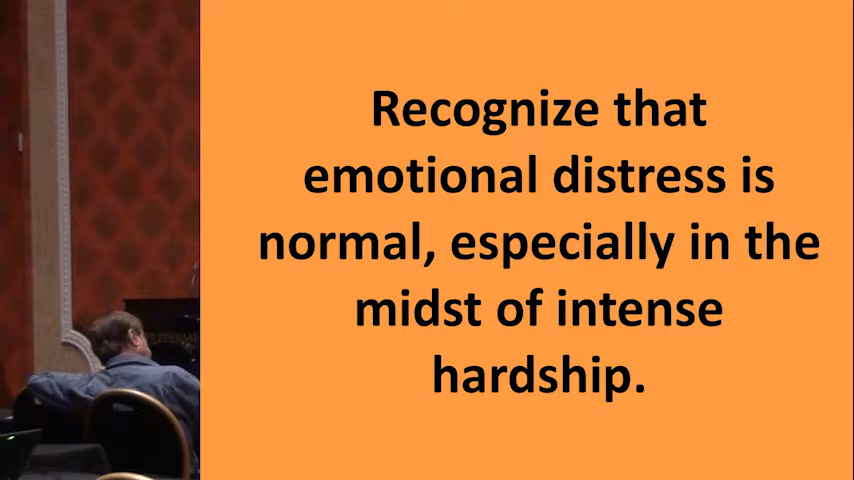 Recognize that
emotional distress is
normal, especially in the
midst of intense
hardship.